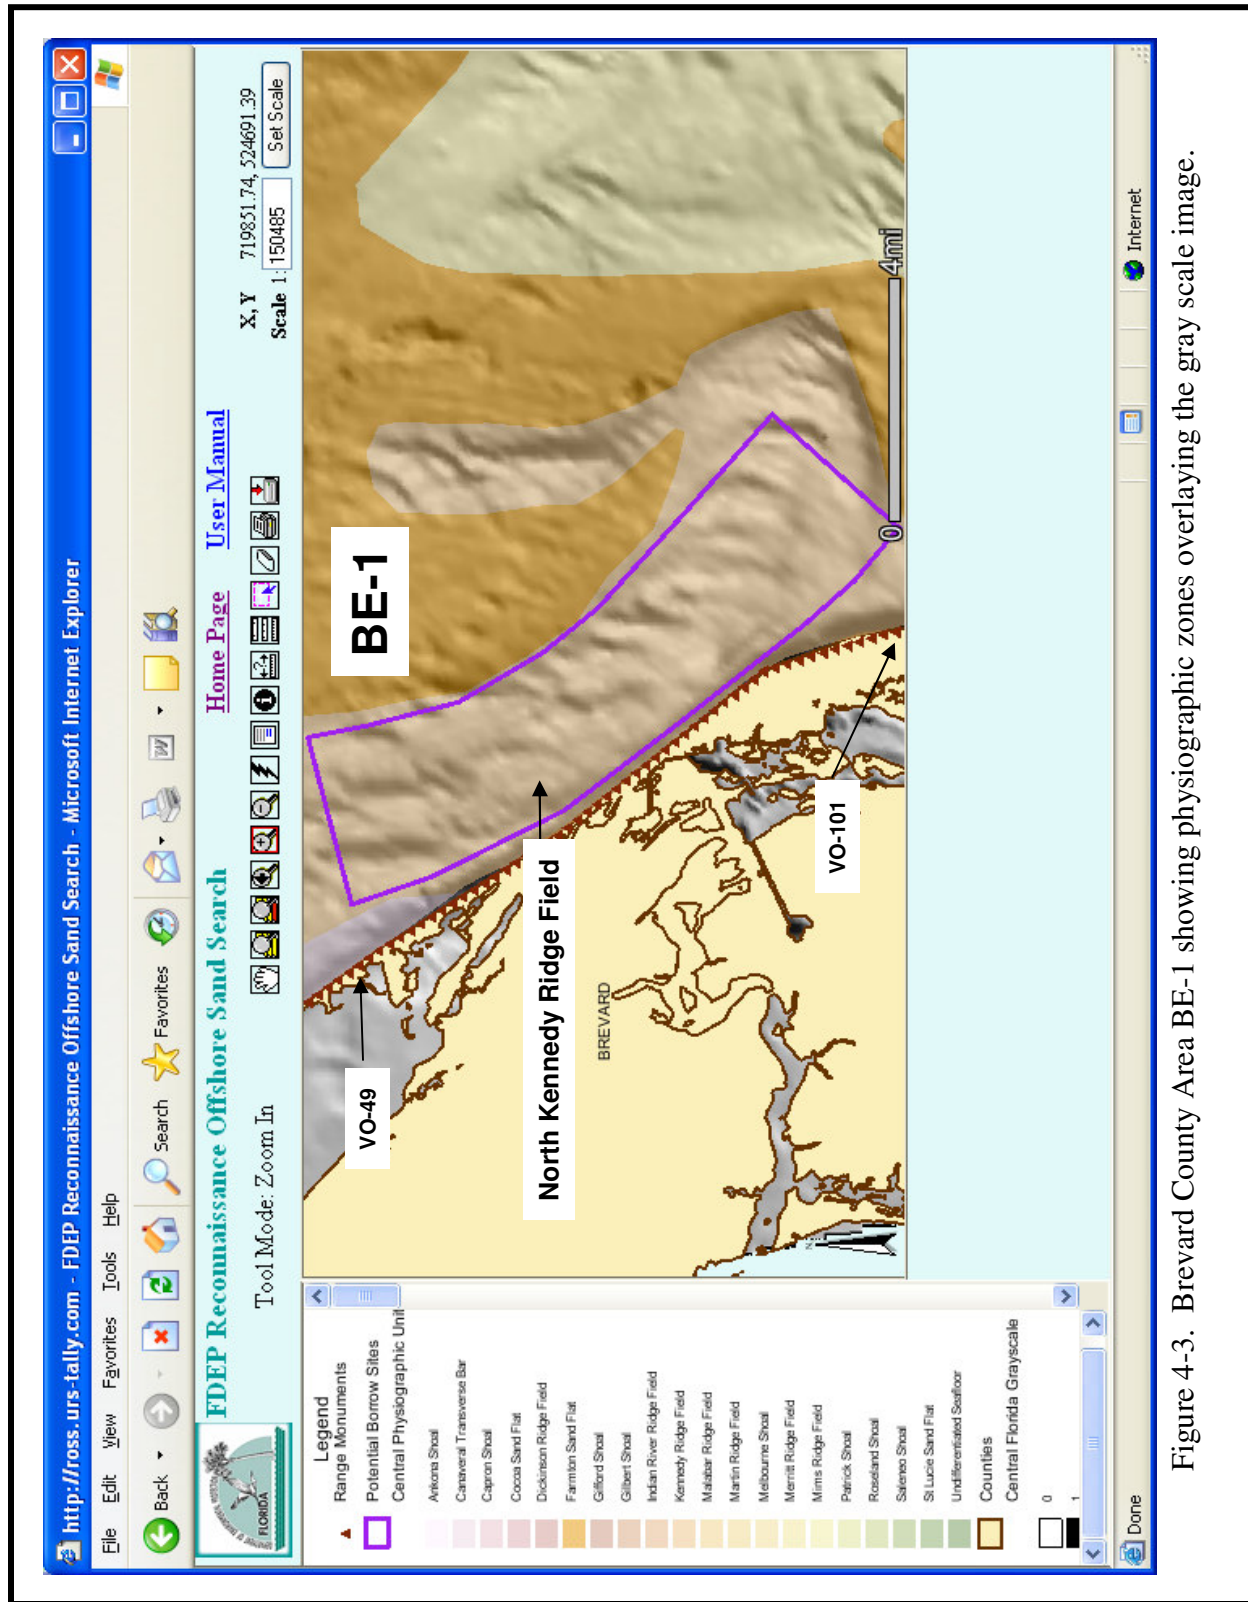 http://ross.urs-tally.com - FDEP Reconnaissance Offshore Sand Search - Microsoft Internet Explorer
File Edit View Favorites Tools Help
Back Search Favorites
FLORIDA
FDEP Reconnaissance Offshore Sand Search
Home Page User Manual
X, Y 719851.74, 524691.39
Tool Mode: Zoom In
Scale 1: 150485 Set Scale
Legend
Range Monuments
Potential Borrow Sites
Central Physiographic Unit
Ankona Shoal
Canaveral Transverse Bar
Capron Shoal
Cocoa Sand Flat
Dickinson Ridge Field
Farmton Sand Flat
Gifford Shoal
Gilbert Shoal
Indian River Ridge Field
Kennedy Ridge Field
Malabar Ridge Field
Martin Ridge Field
Melbourne Shoal
Merritt Ridge Field
Mims Ridge Field
Patrick Shoal
Roseland Shoal
Salerneo Shoal
St Lucie Sand Flat
Undifferentiated Seafloor
Counties
Central Florida Grayscale
0
1
BE-1
VO-49
North Kennedy Ridge Field
BREVARD
VO-101
N
0 4mi
Done Internet
Figure 4-3. Brevard County Area BE-1 showing physiographic zones overlaying the gray scale image.